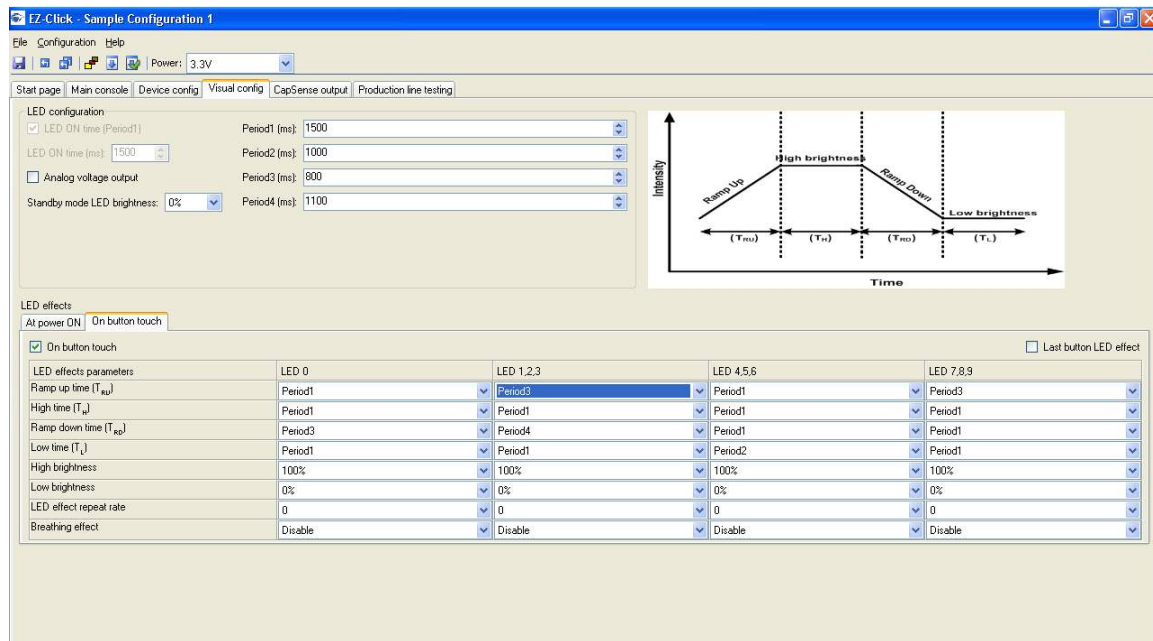 EZ-Click - Sample Configuration 1
File Configuration Help
Power: 3.3V
Start page Main console Device config Visual config CapSense output Production line testing
LED configuration
LED ON time (Period1)
LED ON time (ms): 1500
Analog voltage output
Standby mode LED brightness: 0%
Period1 (ms): 1500
Period2 (ms): 1000
Period3 (ms): 800
Period4 (ms): 1100
Intensity
Ramp Up
High brightness
Ramp Down
Low brightness
(TRU) (TH) (TRD) (TL)
Time
LED effects
At power ON On button touch
On button touch Last button LED effect
LED effects parameters LED 0 LED 1,2,3 LED 4,5,6 LED 7,8,9
Ramp up time (TRU) Period1 Period3 Period1 Period3
High time (TH) Period1 Period1 Period1 Period1
Ramp down time (TRD) Period3 Period4 Period1 Period1
Low time (TL) Period1 Period1 Period2 Period1
High brightness 100% 100% 100% 100%
Low brightness 0% 0% 0% 0%
LED effect repeat rate 0 0 0 0
Breathing effect Disable Disable Disable Disable